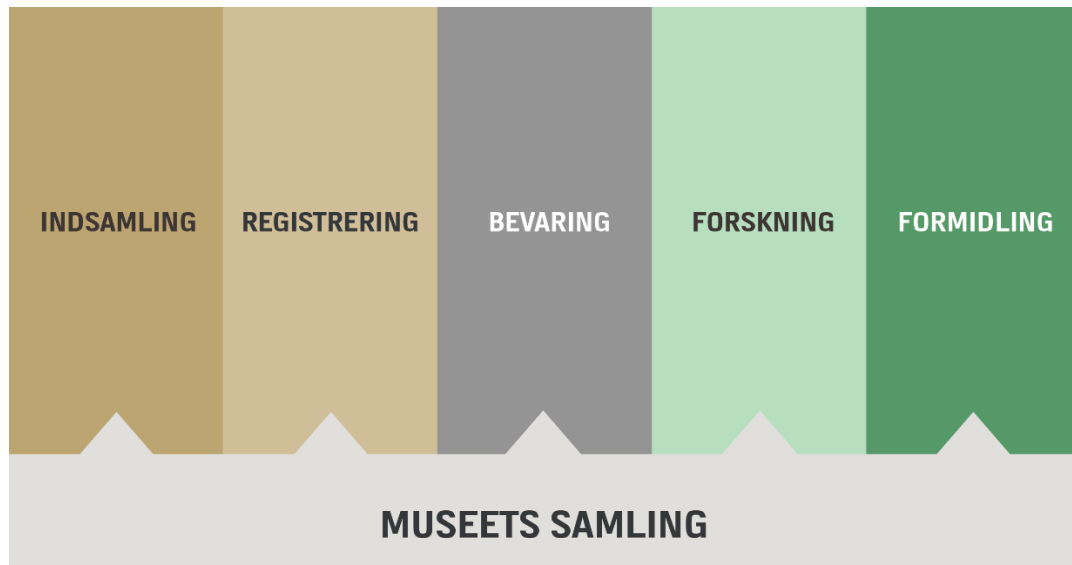 INDSAMLING
REGISTRERING
BEVARING
FORSKNING
FORMIDLING
MUSEETS SAMLING